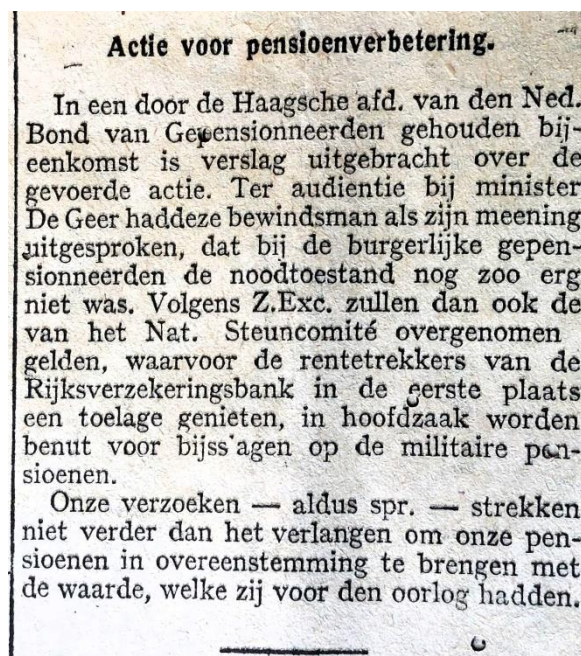 Actie voor pensioenverbetering.
In een door de Haagsche afd. van den Ned.
Bond van Gepensionneerden gehouden bij-
eenkomst is verslag uitgebracht over de
gevoerde actie. Ter audientie bij minister
De Geer haddeze bewindsman als zijn meening
uitgesproken, dat bij de burgerlijke gepen-
sionneerden de noodtoestand nog zoo erg
niet was. Volgens Z.Exc. zullen dan ook de
van het Nat. Steuncomité overgenomen
gelden, waarvoor de rentetrekkers van de
Rijksverzekeringsbank in de eerste plaats
een toelage genieten, in hoofdzaak worden
benut voor bijss'agen op de militaire pen-
sioenen.
Onze verzoeken — aldus spr. — strekken
niet verder dan het verlangen om onze pen-
sioenen in overeenstemming te brengen met
de waarde, welke zij voor den oorlog hadden.